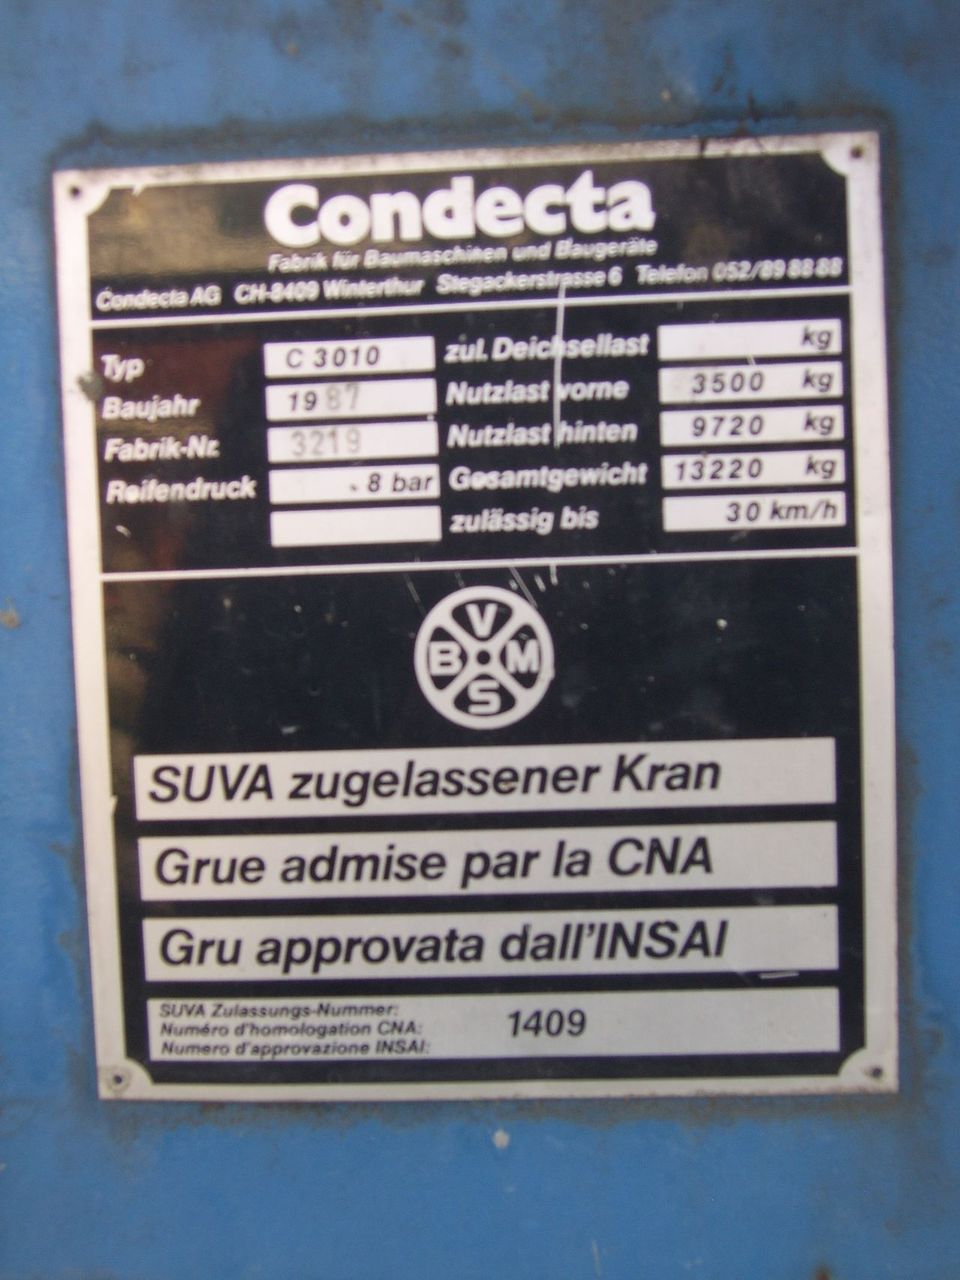 Condecta
Fabrik für Baumaschinen und Baugeräte
Condecta AG CH-8409 Winterthur Stegackerstrasse 6 Telefon 052/89 88 88
Typ C 3010 zul. Deichsellast kg
Baujahr 1987 Nutzlast vorne 3500 kg
Fabrik-Nr. 3219 Nutzlast hinten 9720 kg
Reifendruck 8 bar Gesamtgewicht 13220 kg
zulässig bis 30 km/h
V
B M
S
SUVA zugelassener Kran
Grue admise par la CNA
Gru approvata dall'INSAI
SUVA Zulassungs-Nummer:
Numéro d'homologation CNA: 1409
Numero d'approvazione INSAI: